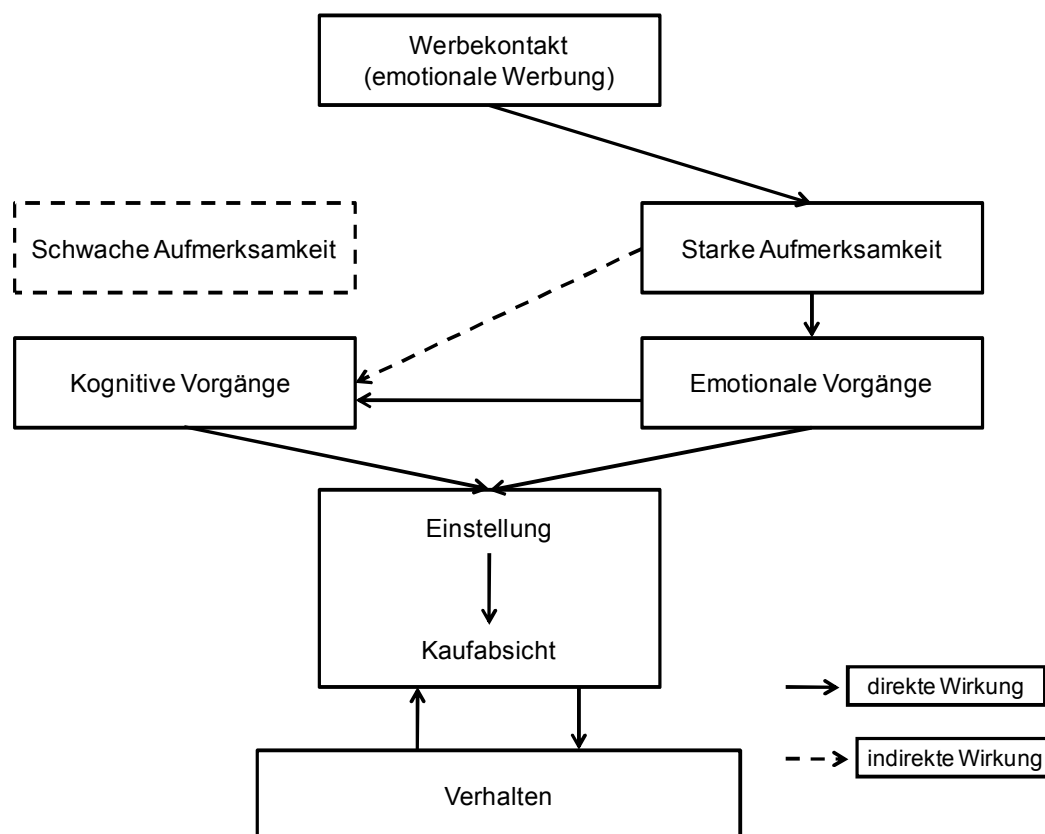 Werbekontakt
(emotionale Werbung)
Schwache Aufmerksamkeit
Starke Aufmerksamkeit
Kognitive Vorgänge
Emotionale Vorgänge
Einstellung
Kaufabsicht
direkte Wirkung
indirekte Wirkung
Verhalten